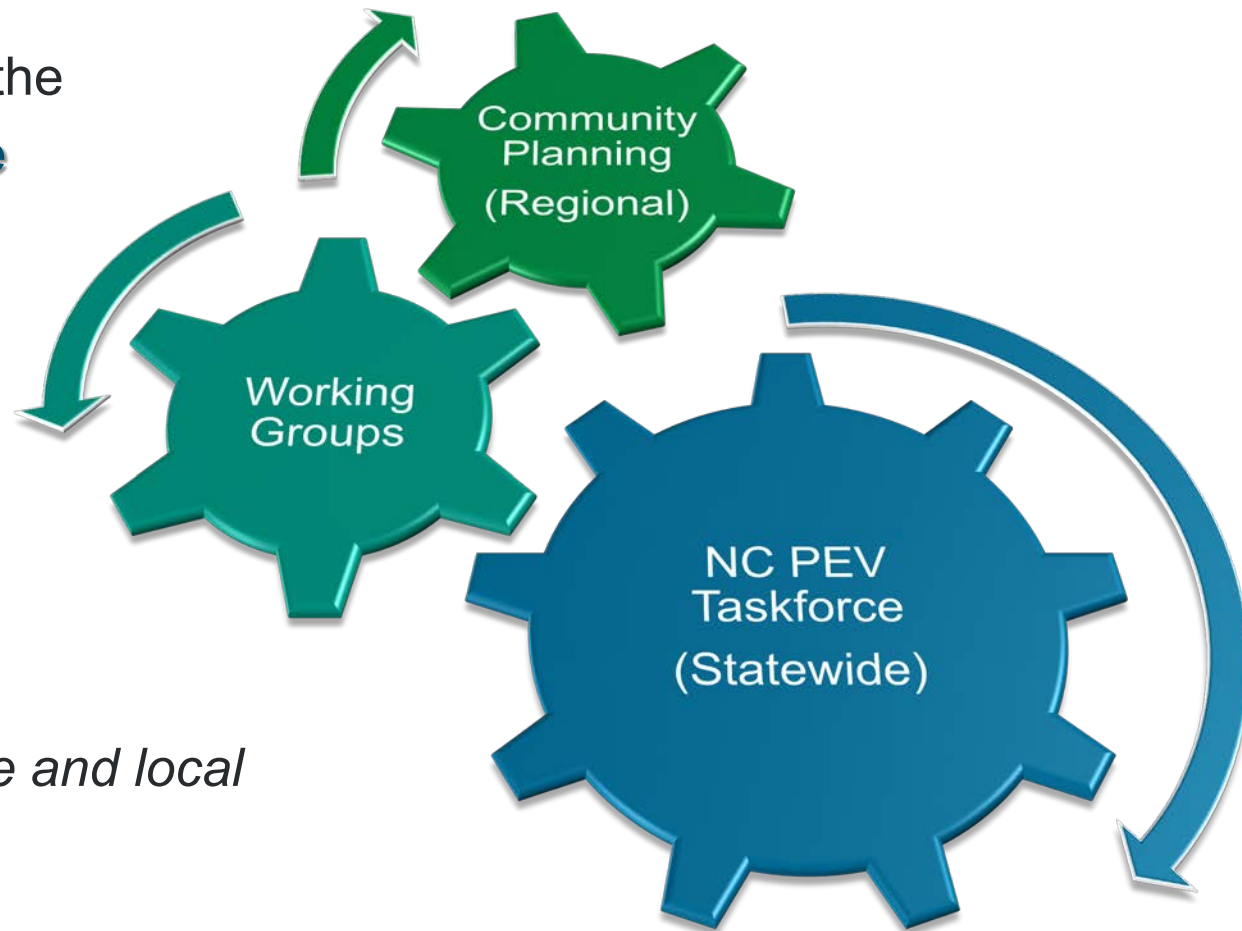 the
Community
Planning
(Regional)
Working
Groups
NC PEV
Taskforce
(Statewide)
and local